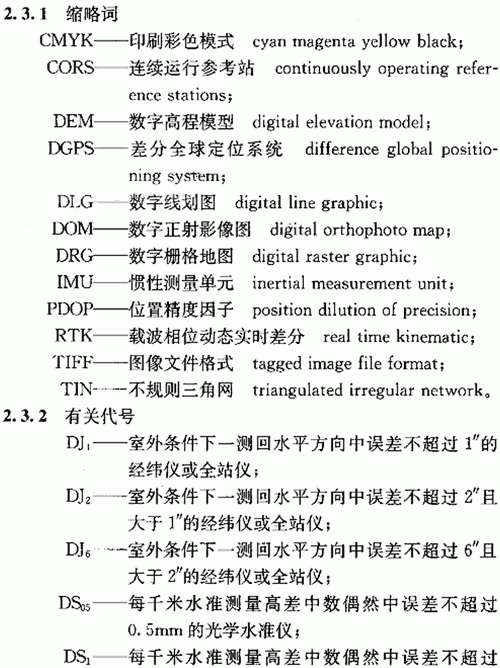 2.3.1 缩略词
CMYK——印刷彩色模式 cyan magenta yellow black;
CORS——连续运行参考站 continuously operating refer-
ence stations;
DEM——数字高程模型 digital elevation model;
DGPS——差分全球定位系统 difference global positio-
ning system;
DLG——数字线划图 digital line graphic;
DOM——数字正射影像图 digital orthophoto map;
DRG——数字栅格地图 digital raster graphic;
IMU——惯性测量单元 inertial measurement unit;
PDOP——位置精度因子 position dilution of precision;
RTK——载波相位动态实时差分 real time kinematic;
TIFF——图像文件格式 tagged image file format;
TIN——不规则三角网 triangulated irregular network。
2.3.2 有关代号
DJ₁——室外条件下一测回水平方向中误差不超过 1″的
经纬仪或全站仪;
DJ₂——室外条件下一测回水平方向中误差不超过 2″且
大于 1″的经纬仪或全站仪;
DJ₆——室外条件下一测回水平方向中误差不超过 6″且
大于 2″的经纬仪或全站仪;
DS₀₅——每千米水准测量高差中数偶然中误差不超过
0.5mm 的光学水准仪;
DS₁——每千米水准测量高差中数偶然中误差不超过